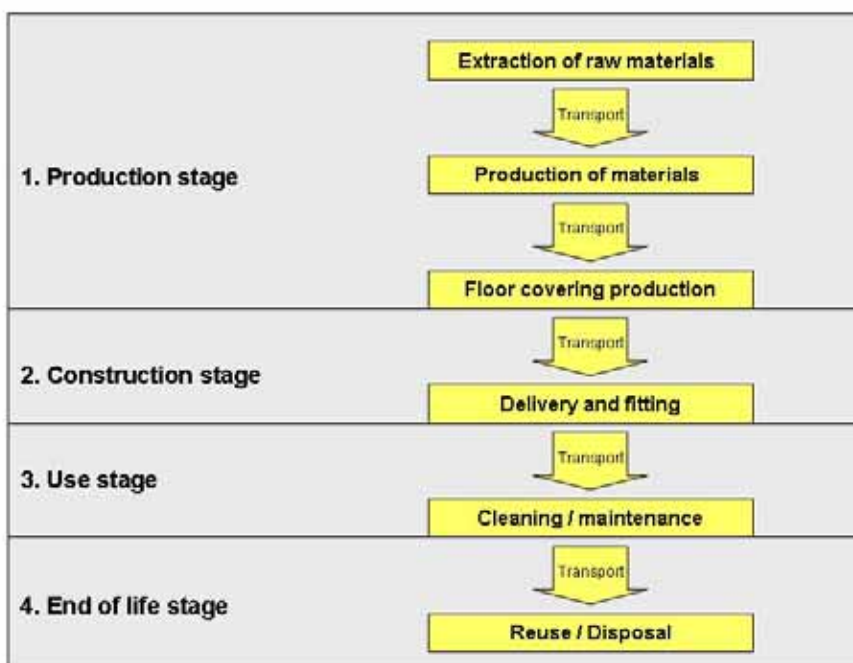 Extraction of raw materials
Transport
1. Production stage
Production of materials
Transport
Floor covering production
Transport
2. Construction stage
Delivery and fitting
Transport
3. Use stage
Cleaning / maintenance
Transport
4. End of life stage
Reuse / Disposal